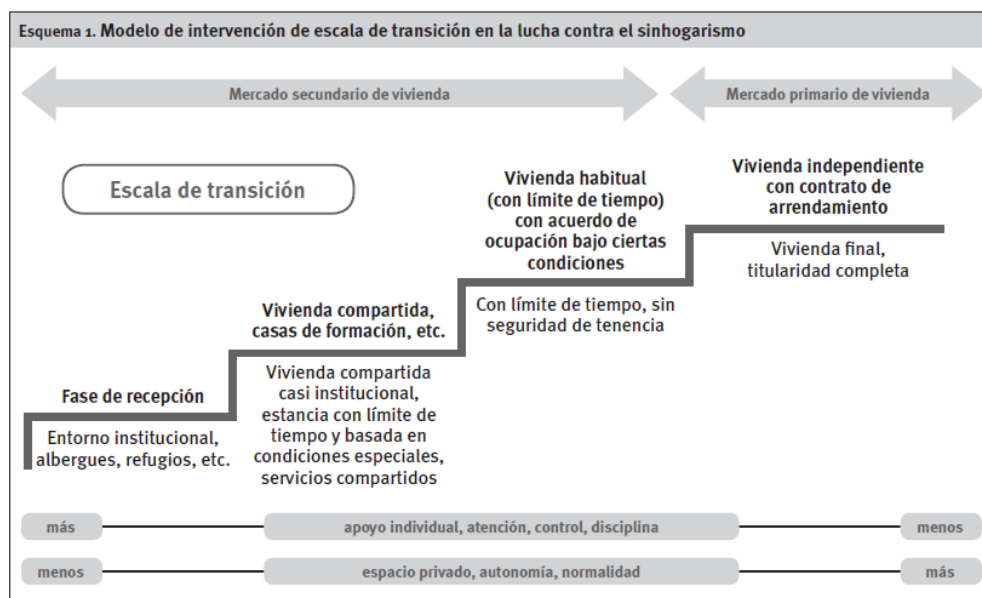 Esquema 1. Modelo de intervención de escala de transición en la lucha contra el sinhogarismo
Mercado secundario de vivienda
Mercado primario de vivienda
Escala de transición
Fase de recepción
Entorno institucional,
albergues, refugios, etc.
Vivienda compartida,
casas de formación, etc.
Vivienda compartida
casi institucional,
estancia con límite de
tiempo y basada en
condiciones especiales,
servicios compartidos
Vivienda habitual
(con límite de tiempo)
con acuerdo de
ocupación bajo ciertas
condiciones
Con límite de tiempo, sin
seguridad de tenencia
Vivienda independiente
con contrato de
arrendamiento
Vivienda final,
titularidad completa
más
apoyo individual, atención, control, disciplina
menos
menos
espacio privado, autonomía, normalidad
más